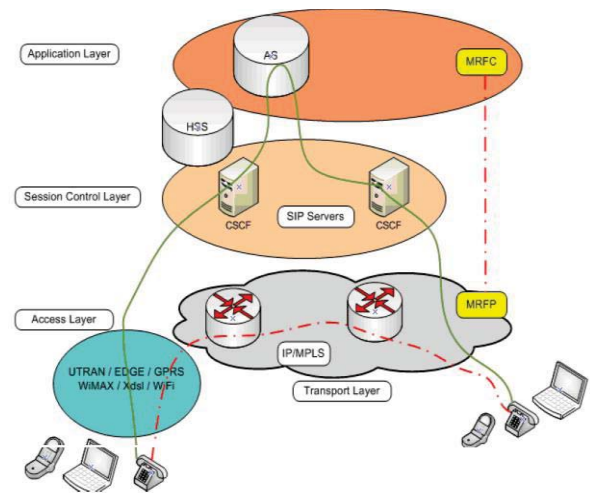 Application Layer
AS
MRFC
HSS
Session Control Layer
SIP Servers
CSCF
CSCF
Access Layer
MRFP
UTRAN / EDGE / GPRS
WiMAX / Xdsl / WiFi
IP/MPLS
Transport Layer